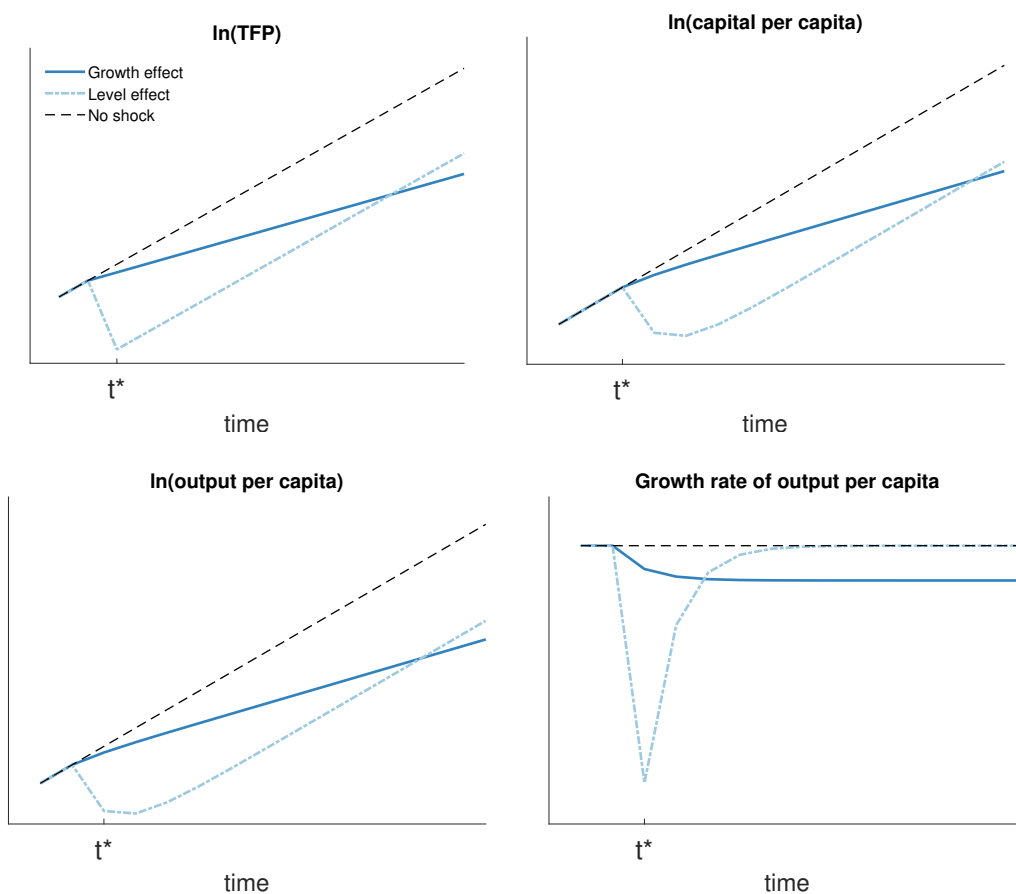 ln(TFP)
Growth effect
Level effect
No shock
t*
time
ln(capital per capita)
t*
time
ln(output per capita)
t*
time
Growth rate of output per capita
t*
time